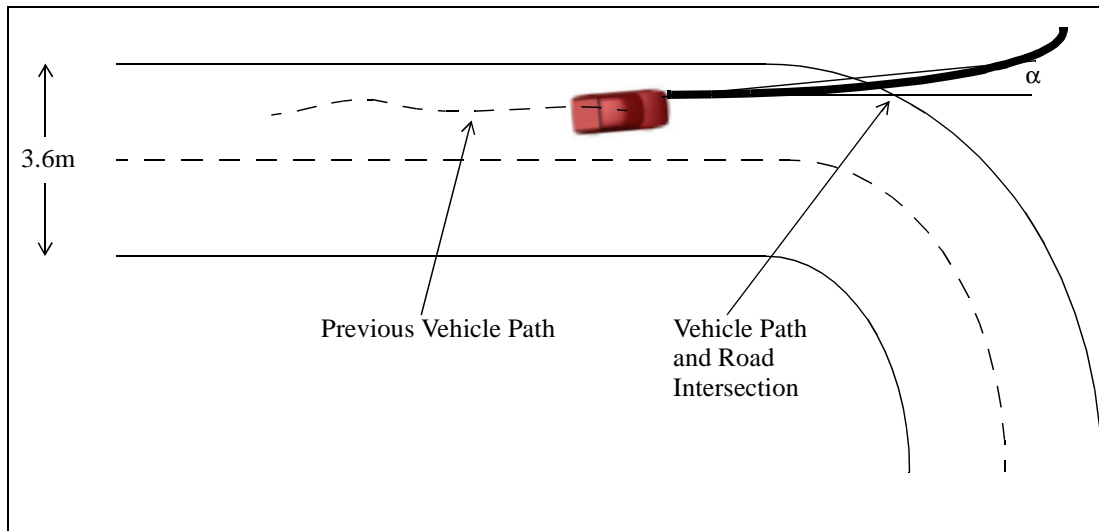 α
3.6m
Previous Vehicle Path
Vehicle Path
and Road
Intersection